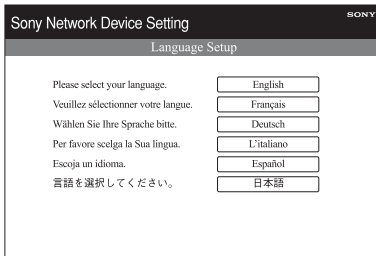 Sony Network Device Setting
SONY
Language Setup
Please select your language. English
Veuillez sélectionner votre langue. Français
Wählen Sie Ihre Sprache bitte. Deutsch
Per favore scelga la Sua lingua. L'italiano
Escoja un idioma. Español
言語を選択してください。 日本語